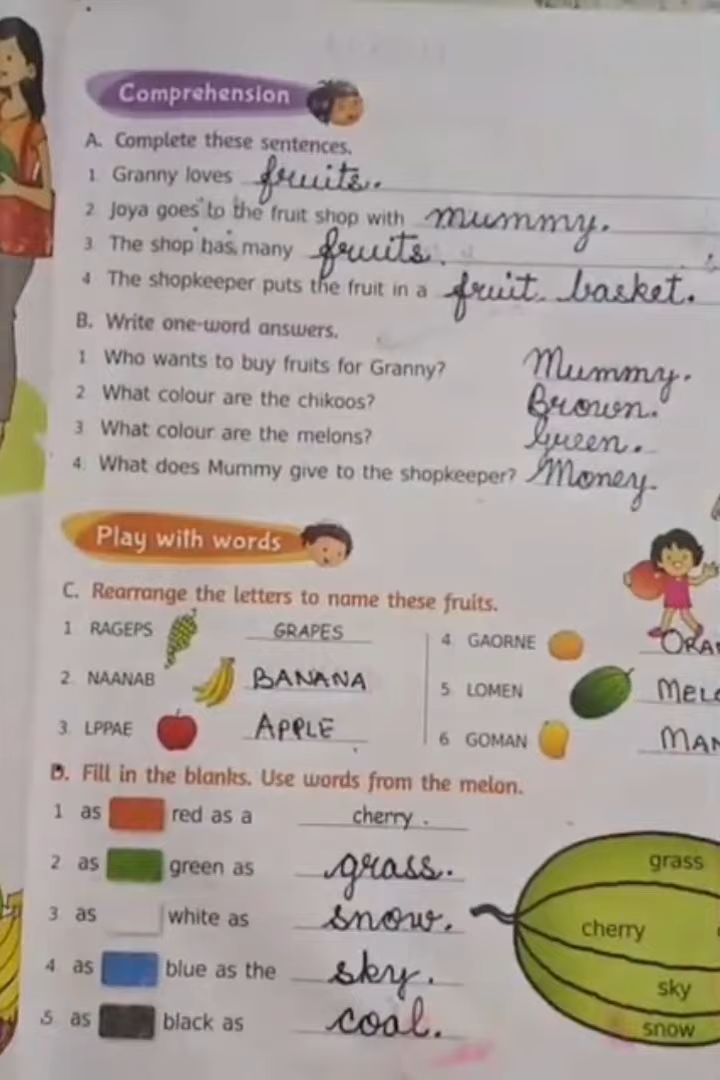 Comprehension
A. Complete these sentences.
1 Granny loves fruits.
2 Joya goes to the fruit shop with mummy.
3 The shop has many fruits.
4 The shopkeeper puts the fruit in a fruit basket.
B. Write one-word answers.
1 Who wants to buy fruits for Granny? Mummy.
2 What colour are the chikoos? Brown.
3 What colour are the melons? Green.
4. What does Mummy give to the shopkeeper? Money.
Play with words
C. Rearrange the letters to name these fruits.
1 RAGEPS GRAPES
4. GAORNE ORA
2. NAANAB BANANA
5 LOMEN MELO
3. LPPAE APPLE
6 GOMAN MAN
D. Fill in the blanks. Use words from the melon.
1 as red as a cherry.
2 as green as grass.
3 as white as snow.
4 as blue as the sky.
5 as black as coal.
grass
cherry
sky
snow